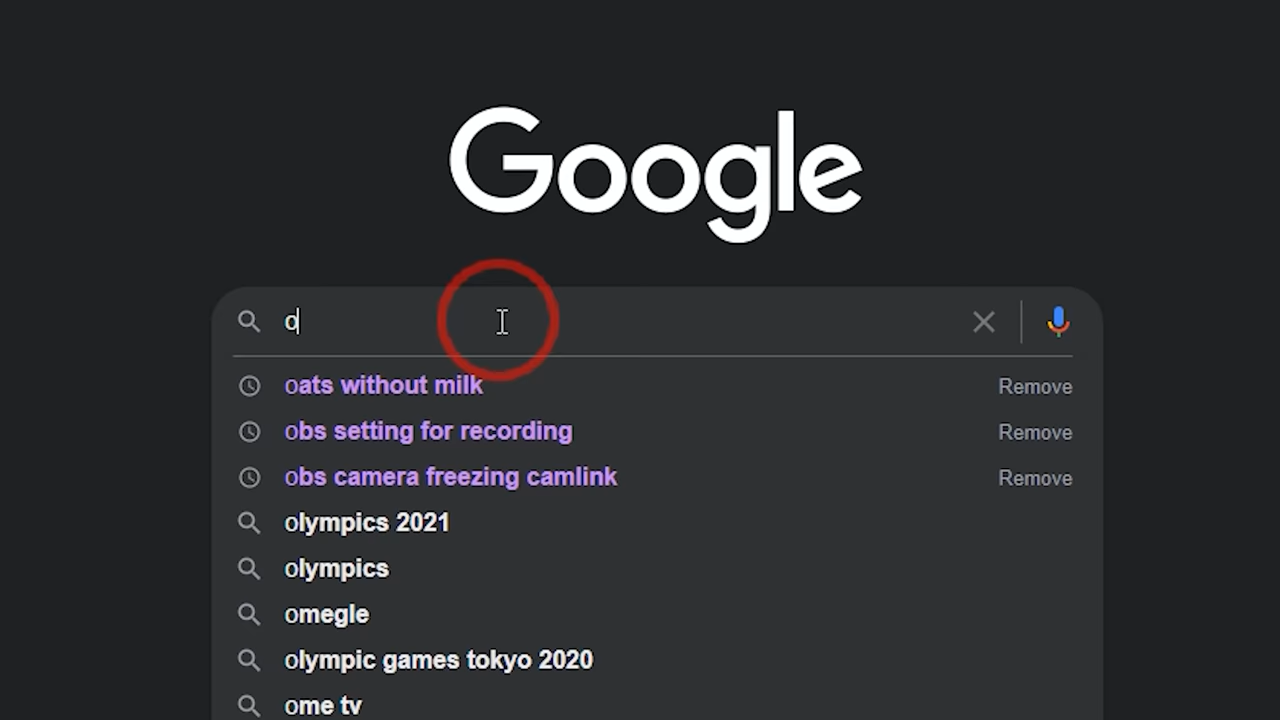 Google
o
oats without milk Remove
obs setting for recording Remove
obs camera freezing camlink Remove
olympics 2021
olympics
omegle
olympic games tokyo 2020
ome tv